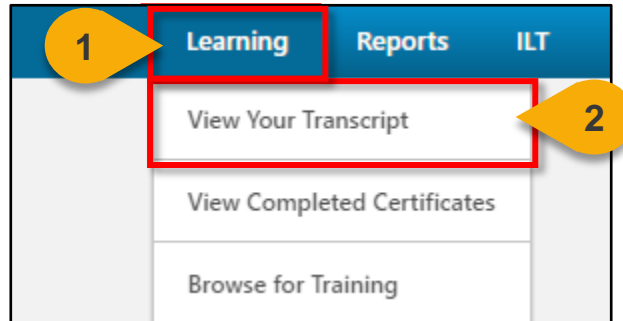 1 Learning Reports ILT
View Your Transcript 2
View Completed Certificates
Browse for Training